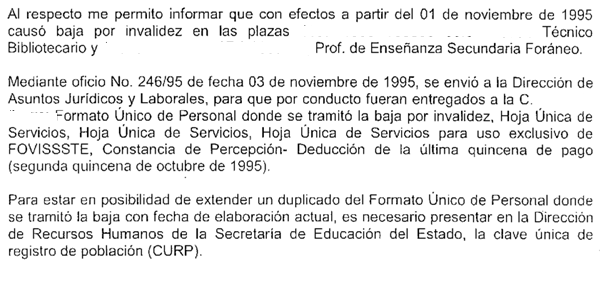 Al respecto me permito informar que con efectos a partir del 01 de noviembre de 1995
causó baja por invalidez en las plazas Técnico
Bibliotecario y Prof. de Enseñanza Secundaria Foráneo.
Mediante oficio No. 246/95 de fecha 03 de noviembre de 1995, se envió a la Dirección de
Asuntos Jurídicos y Laborales, para que por conducto fueran entregados a la C.
Formato Único de Personal donde se tramitó la baja por invalidez, Hoja Única de
Servicios, Hoja Única de Servicios, Hoja Única de Servicios para uso exclusivo de
FOVISSSTE, Constancia de Percepción- Deducción de la última quincena de pago
(segunda quincena de octubre de 1995).
Para estar en posibilidad de extender un duplicado del Formato Único de Personal donde
se tramitó la baja con fecha de elaboración actual, es necesario presentar en la Dirección
de Recursos Humanos de la Secretaría de Educación del Estado, la clave única de
registro de población (CURP).